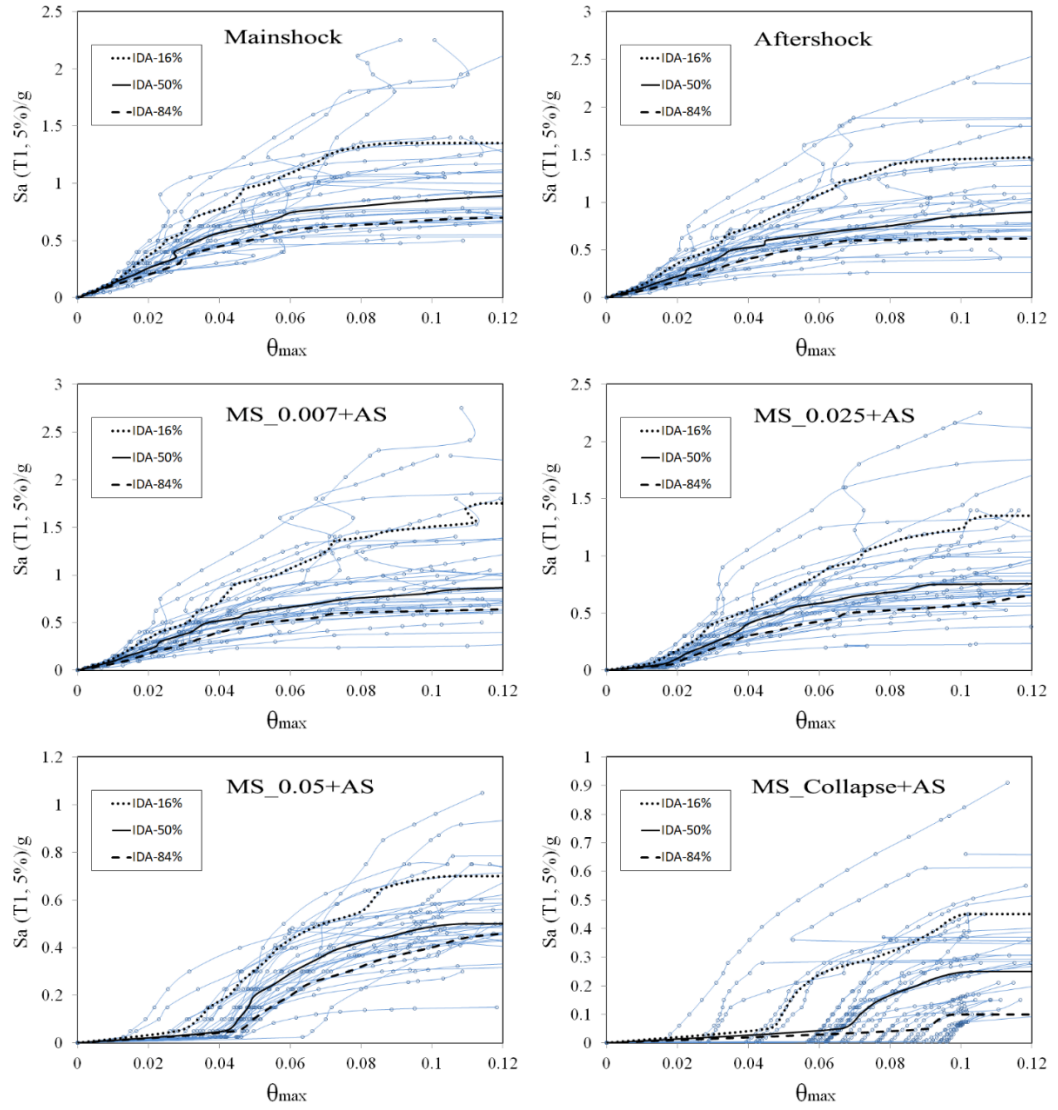 Mainshock
IDA-16%
IDA-50%
IDA-84%
Sa (T1, 5%)/g
2.5
2
1.5
1
0.5
0
0 0.02 0.04 0.06 0.08 0.1 0.12
θmax
Aftershock
IDA-16%
IDA-50%
IDA-84%
Sa (T1, 5%)/g
3
2.5
2
1.5
1
0.5
0
0 0.02 0.04 0.06 0.08 0.1 0.12
θmax
MS_0.007+AS
IDA-16%
IDA-50%
IDA-84%
Sa (T1, 5%)/g
3
2.5
2
1.5
1
0.5
0
0 0.02 0.04 0.06 0.08 0.1 0.12
θmax
MS_0.025+AS
IDA-16%
IDA-50%
IDA-84%
Sa (T1, 5%)/g
2.5
2
1.5
1
0.5
0
0 0.02 0.04 0.06 0.08 0.1 0.12
θmax
MS_0.05+AS
IDA-16%
IDA-50%
IDA-84%
Sa (T1, 5%)/g
1.2
1
0.8
0.6
0.4
0.2
0
0 0.02 0.04 0.06 0.08 0.1 0.12
θmax
MS_Collapse+AS
IDA-16%
IDA-50%
IDA-84%
Sa (T1, 5%)/g
1
0.9
0.8
0.7
0.6
0.5
0.4
0.3
0.2
0.1
0
0 0.02 0.04 0.06 0.08 0.1 0.12
θmax